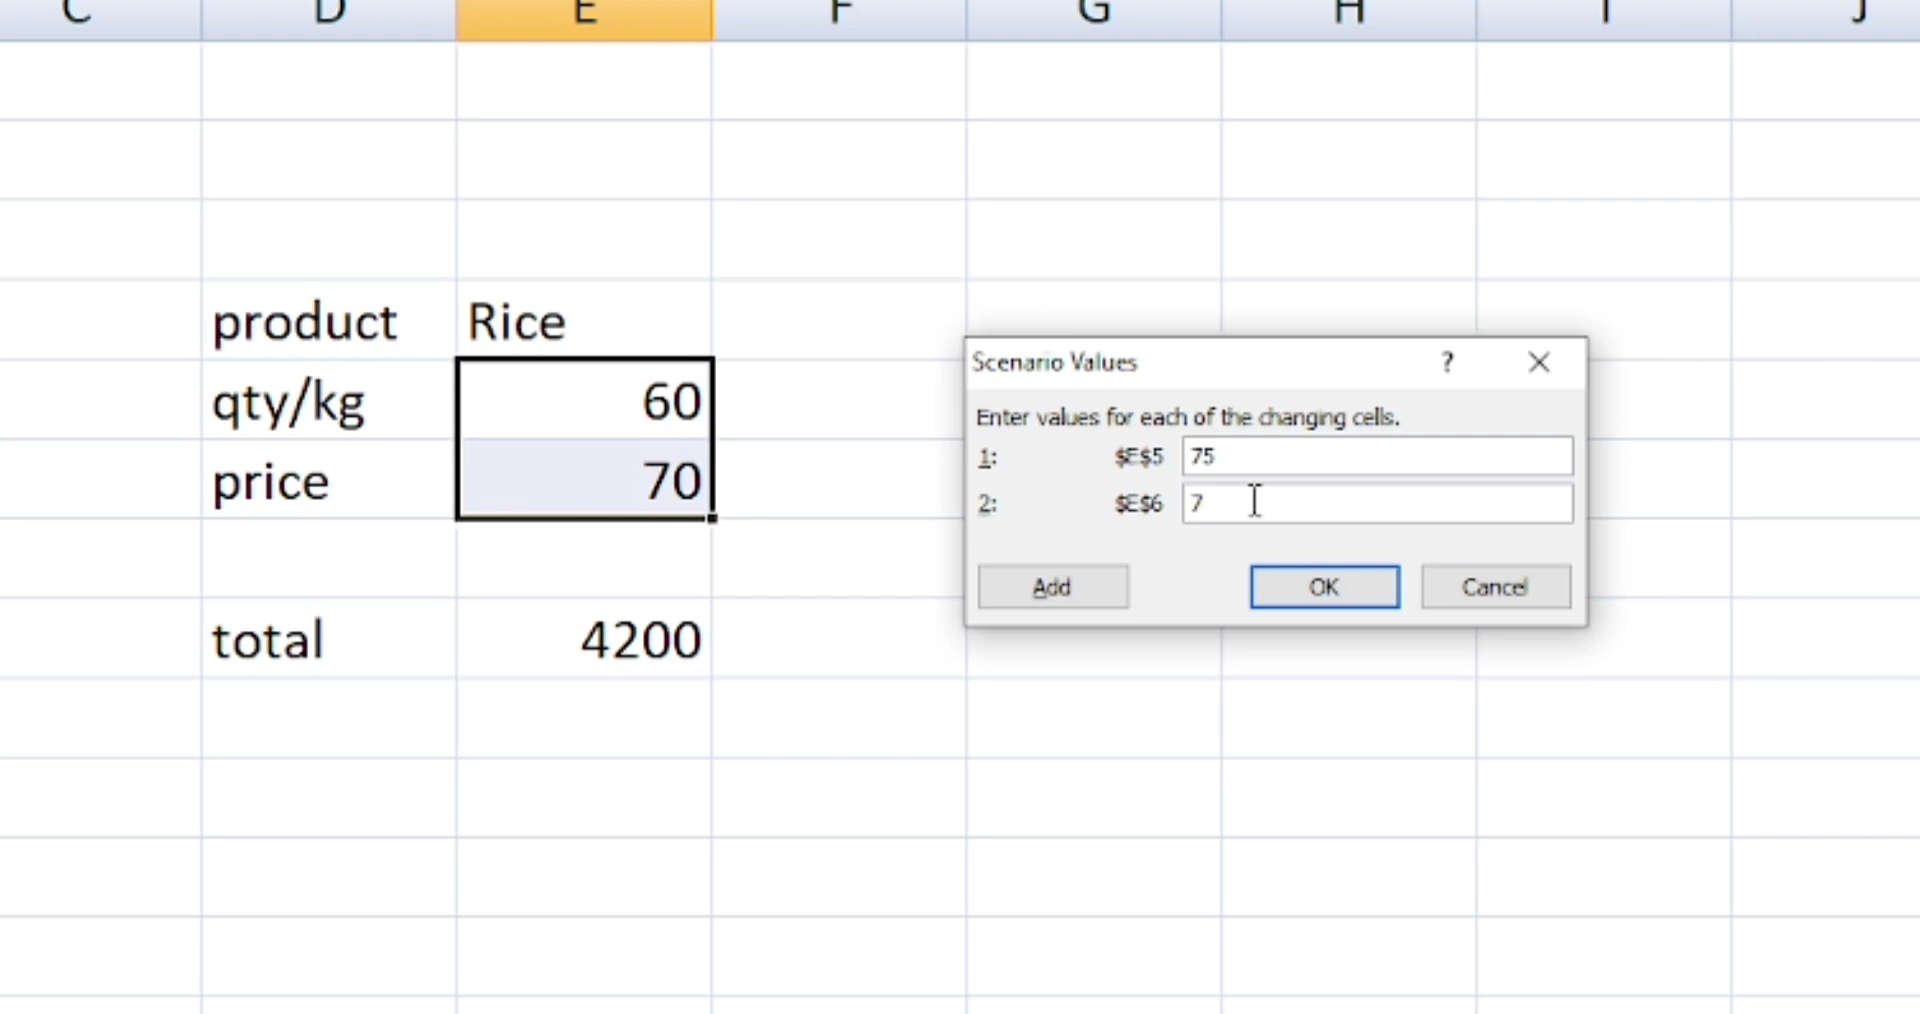 C D E F G H I J
product Rice
qty/kg 60
price 70
total 4200
Scenario Values ?
Enter values for each of the changing cells.
1: $E$5 75
2: $E$6 7
Add OK Cancel